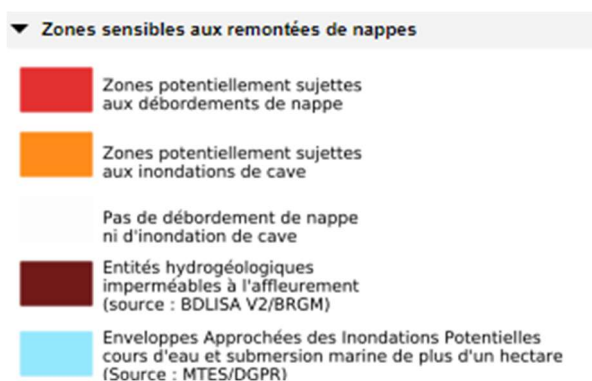 Zones sensibles aux remontées de nappes
Zones potentiellement sujettes
aux débordements de nappe
Zones potentiellement sujettes
aux inondations de cave
Pas de débordement de nappe
ni d'inondation de cave
Entités hydrogéologiques
imperméables à l'affleurement
(source : BDLISA V2/BRGM)
Enveloppes Approchées des Inondations Potentielles
cours d'eau et submersion marine de plus d'un hectare
(Source : MTES/DGPR)